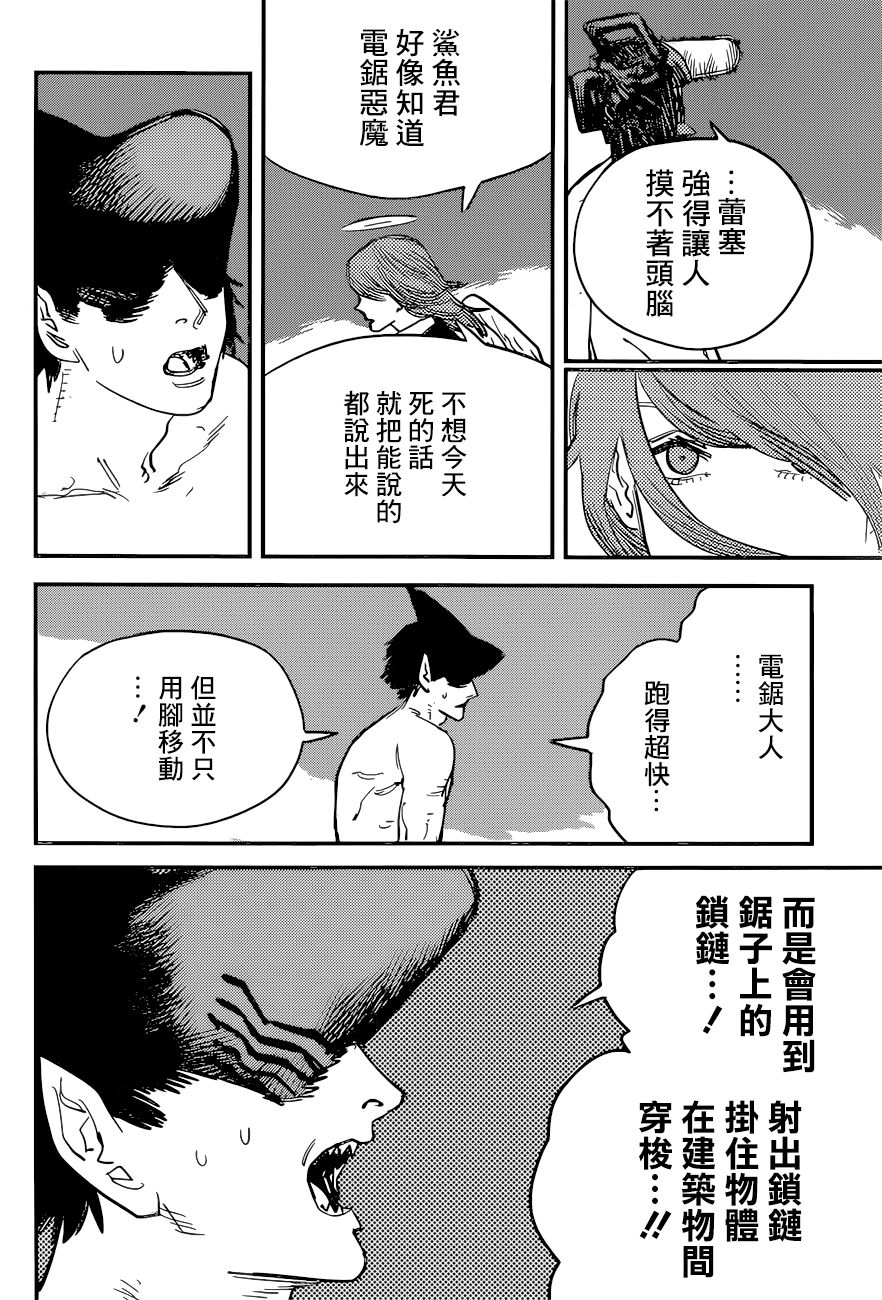 …蕾塞
強得讓人
摸不著頭腦
鯊魚君
好像知道
電鋸惡魔
不想今天
死的話
就把能說的
都說出來
電鋸大人
……
跑得超快…
但並不只
用腳移動
…！
而是會用到
鋸子上的
鎖鏈…！
射出鎖鏈
掛住物體
在建築物間
穿梭…!!